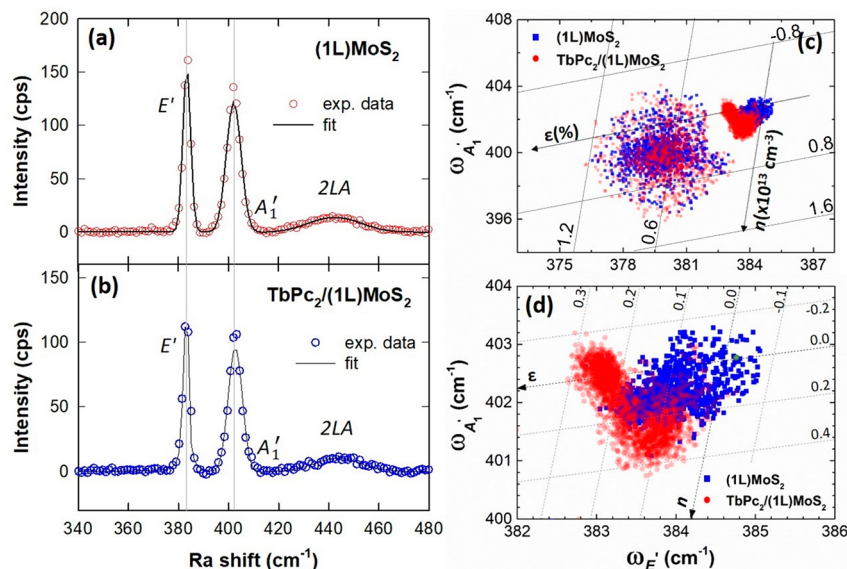 (a)
(1L)MoS2
E'
A1'
2LA
exp. data
fit
Intensity (cps)
200
150
100
50
0
(b)
TbPc2/(1L)MoS2
E'
A1'
2LA
exp. data
fit
Intensity (cps)
150
100
50
0
340 360 380 400 420 440 460 480
Ra shift (cm-1)
(c)
(1L)MoS2
TbPc2/(1L)MoS2
ωA1' (cm-1)
408
404
400
396
-0.8
0.8
1.6
ε(%)
n(x10^13 cm-3)
1.2
0.6
375 378 381 384 387
(d)
0.3 0.2 0.1 0.0 -0.1
-0.2
0.0
0.2
0.4
ωA1' (cm-1)
404
403
402
401
400
ε
n
(1L)MoS2
TbPc2/(1L)MoS2
382 383 384 385 386
ωE' (cm-1)